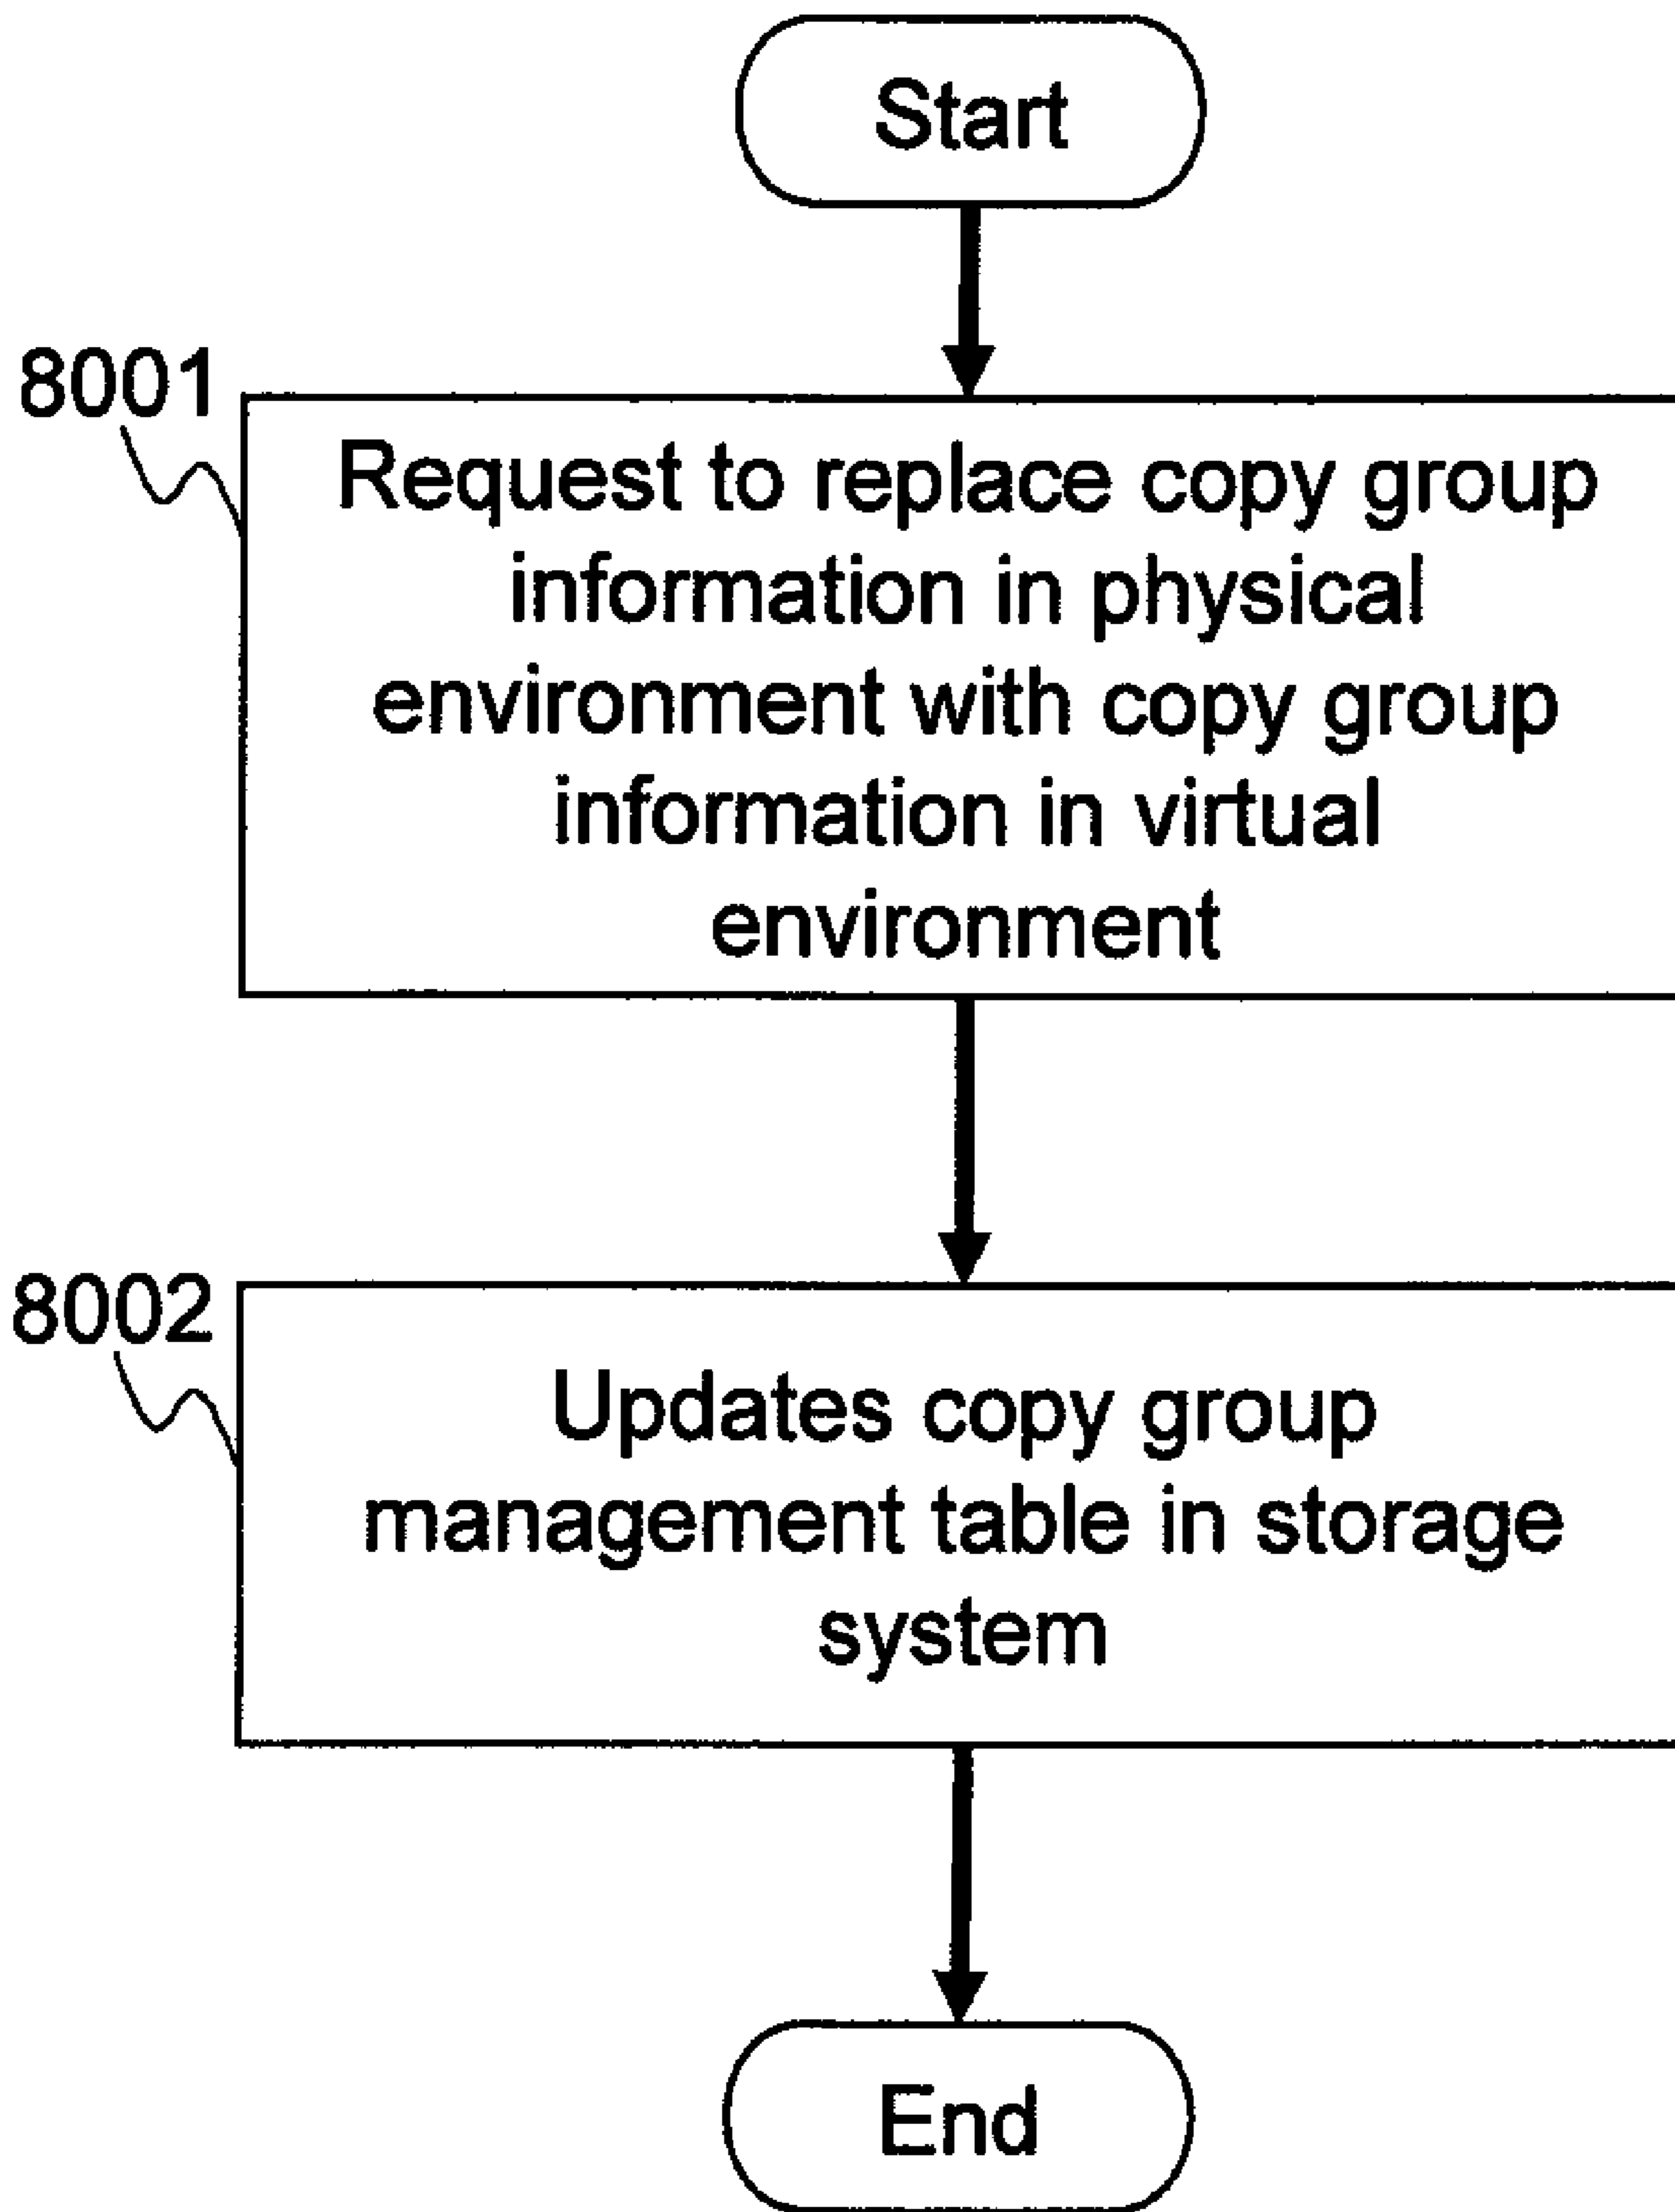 Start
8001
Request to replace copy group
information in physical
environment with copy group
information in virtual
environment
8002
Updates copy group
management table in storage
system
End